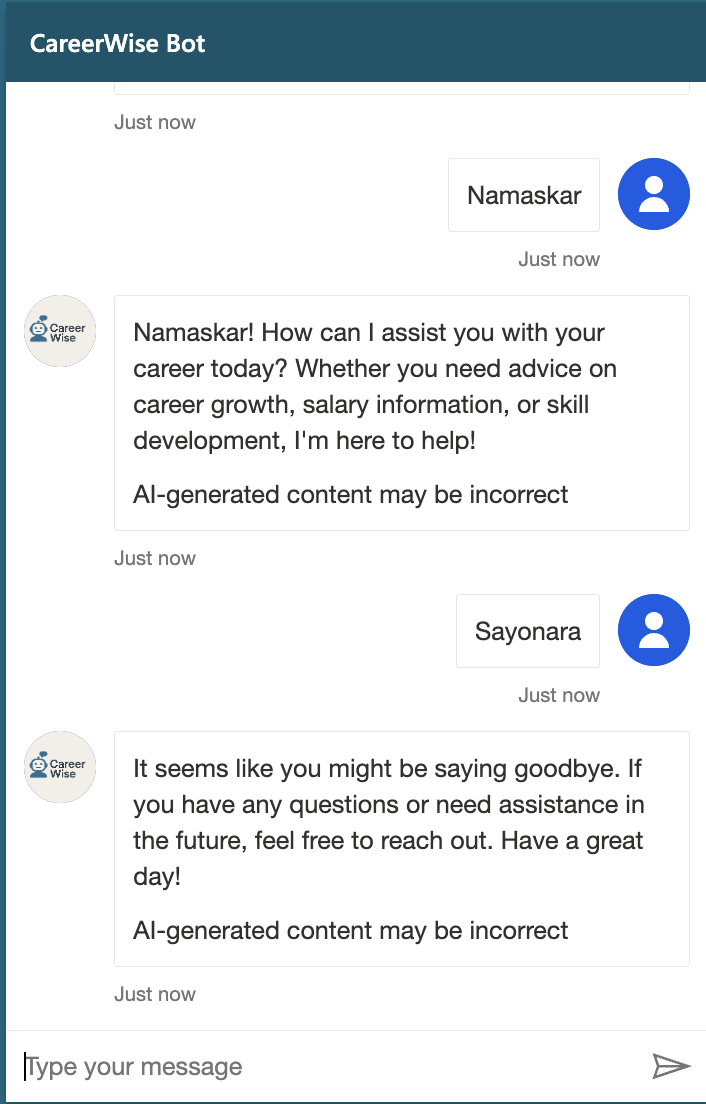 CareerWise Bot
Just now
Namaskar
Just now
Career
Wise
Namaskar! How can I assist you with your
career today? Whether you need advice on
career growth, salary information, or skill
development, I'm here to help!
AI-generated content may be incorrect
Just now
Sayonara
Just now
Career
Wise
It seems like you might be saying goodbye. If
you have any questions or need assistance in
the future, feel free to reach out. Have a great
day!
AI-generated content may be incorrect
Just now
Type your message